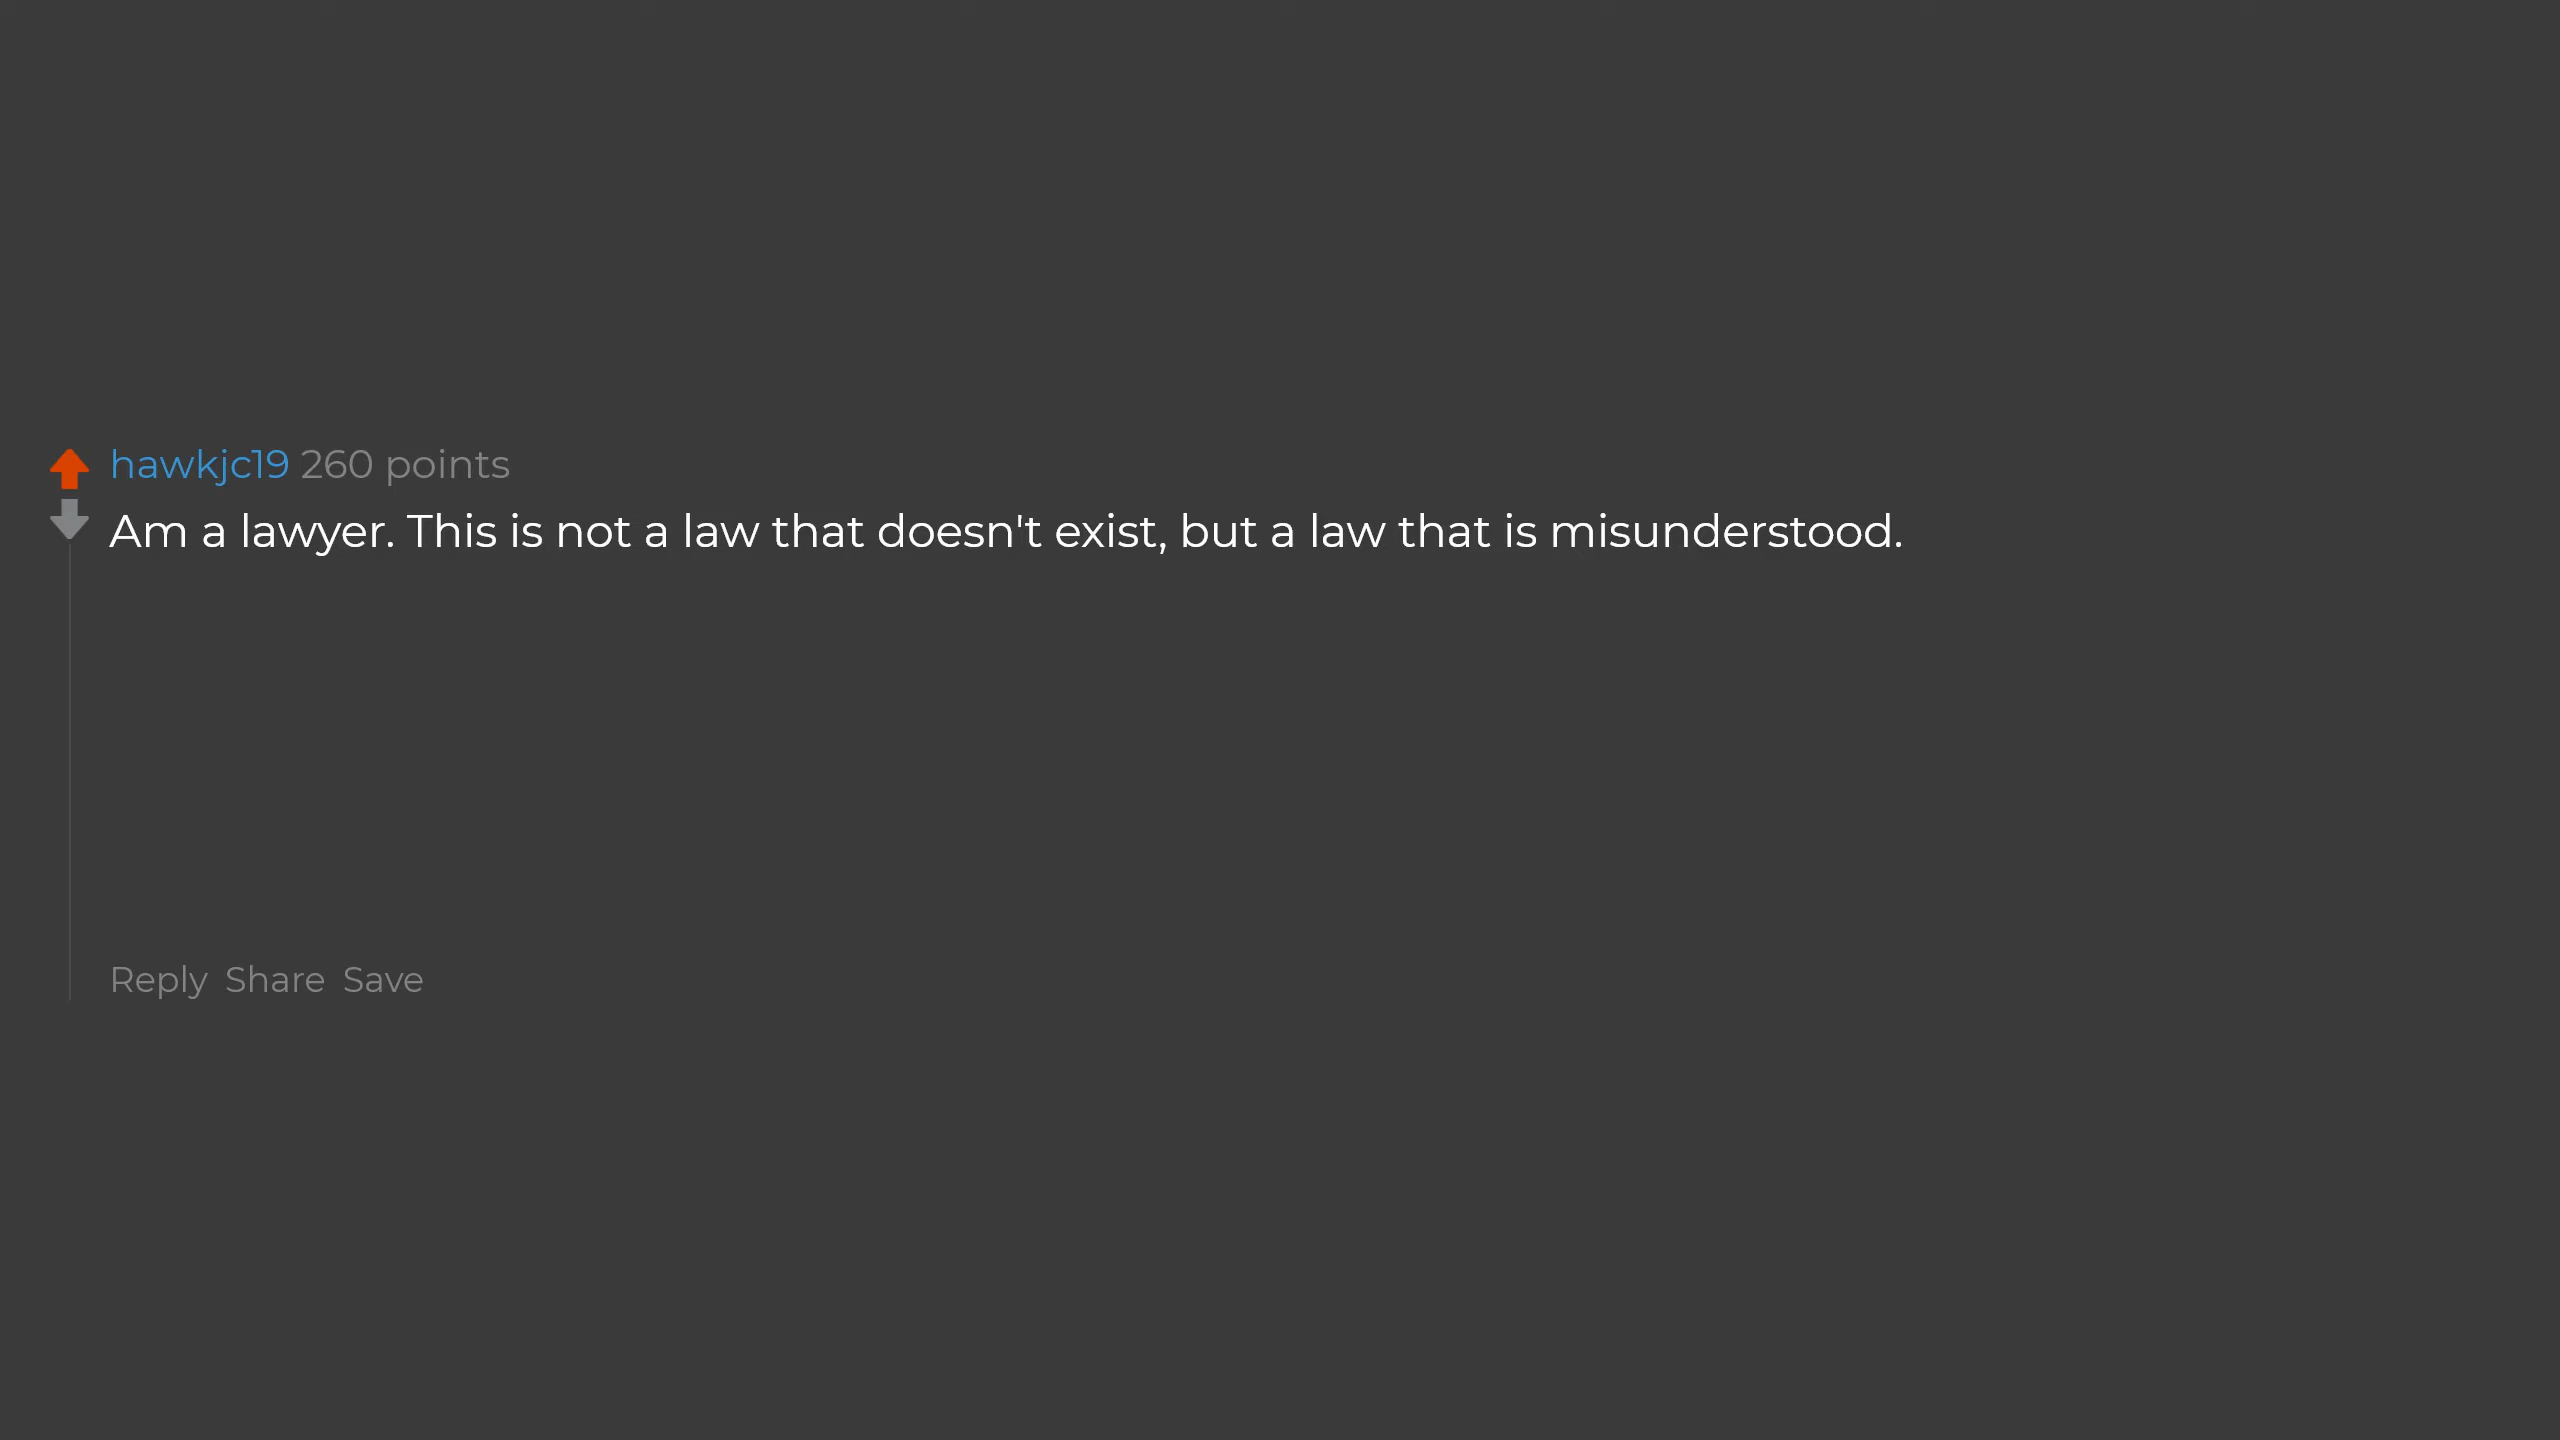 hawkjc19 260 points
Am a lawyer. This is not a law that doesn't exist, but a law that is misunderstood.
Reply Share Save